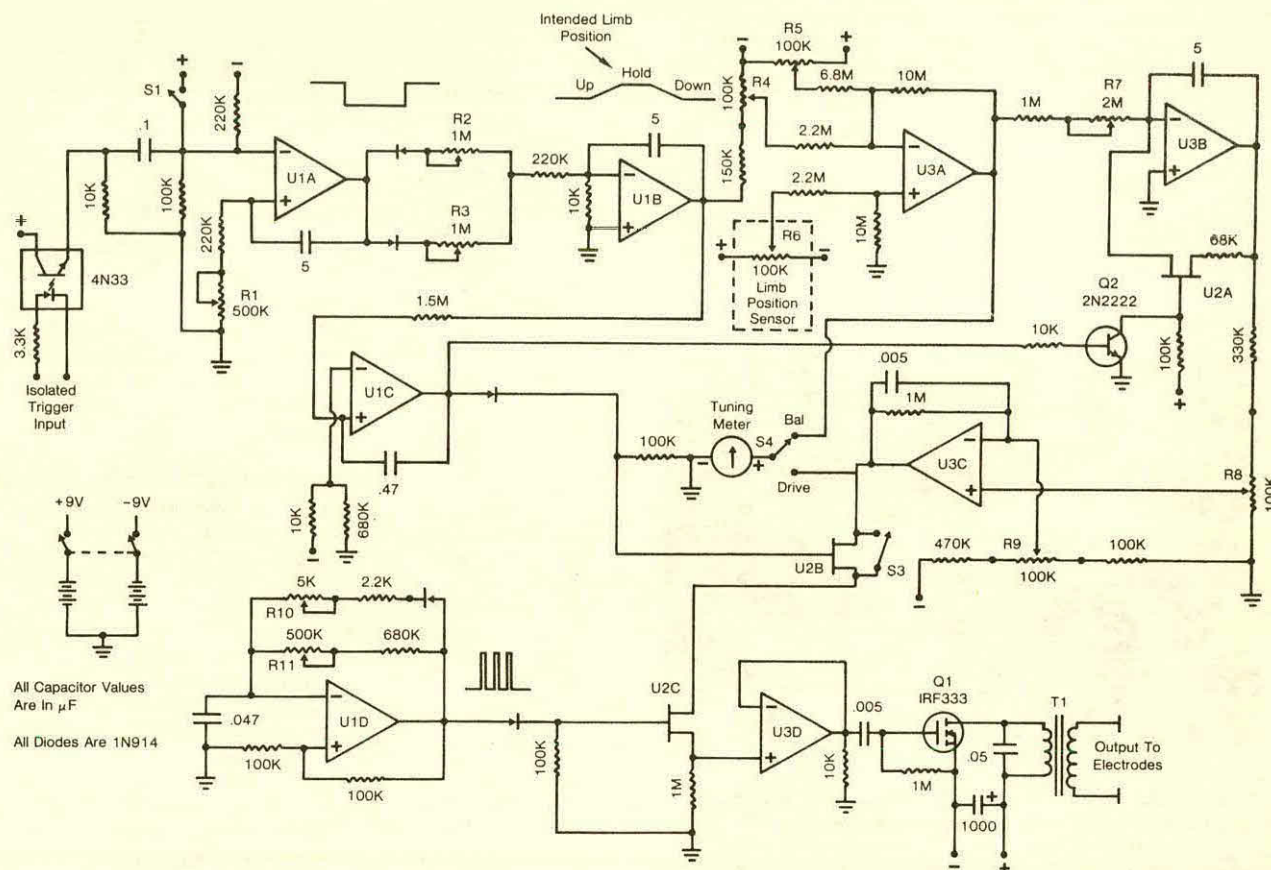 Intended Limb
Position
Up
Hold
Down
+
S1
.1
10K
100K
−
220K
220K
R1
500K
U1A
−
+
5
R2
1M
R3
1M
220K
10K
5
−
+
U1B
−
R5
100K
+
100K
R4
150K
6.8M
10M
2.2M
2.2M
−
+
U3A
10M
R6
+
−
100K
Limb
Position
Sensor
1M
R7
2M
5
−
+
U3B
68K
U2A
Q2
2N2222
10K
100K
+
330K
+
4N33
3.3K
Isolated
Trigger
Input
1.5M
−
+
U1C
.47
10K
−
680K
100K
Tuning
Meter
−
+
S4
Bal
Drive
.005
1M
−
+
U3C
R8
100K
U2B
S3
470K
−
R9
100K
100K
+9V
−9V
All Capacitor Values
Are In µF
All Diodes Are 1N914
5K
R10
2.2K
500K
R11
680K
.047
−
+
U1D
100K
100K
100K
U2C
1M
−
+
U3D
10K
.005
Q1
IRF333
1M
.05
1000
+
−
+
T1
Output To
Electrodes